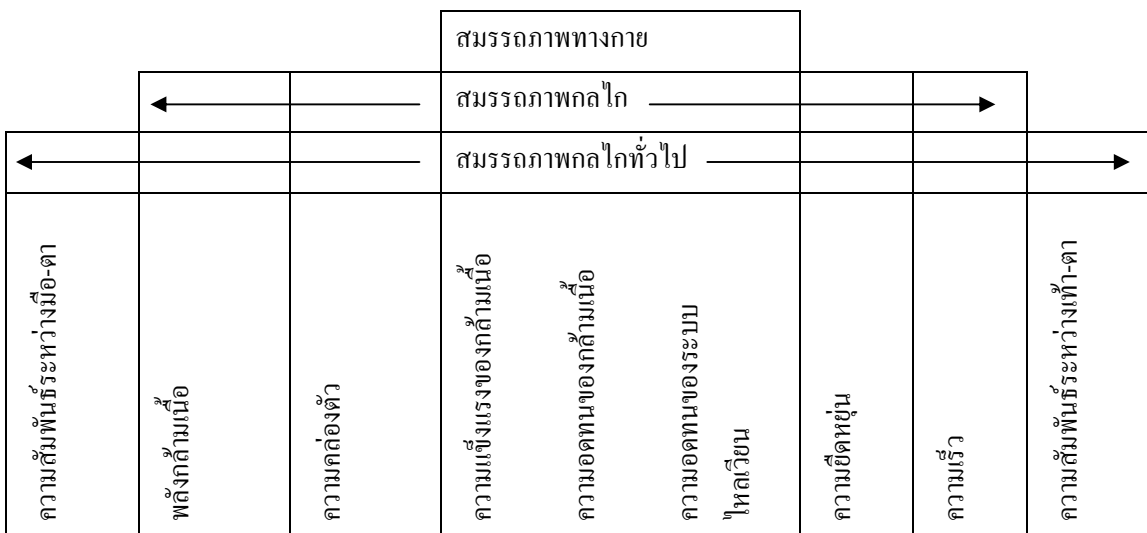 สมรรถภาพทางกาย
สมรรถภาพกลไก
สมรรถภาพกลไกทั่วไป
ความสัมพันธ์ระหว่างมือ-ตา
พลังกล้ามเนื้อ
ความคล่องตัว
ความแข็งแรงของกล้ามเนื้อ
ความอดทนของกล้ามเนื้อ
ความอดทนของระบบ
ไหลเวียน
ความยืดหยุ่น
ความเร็ว
ความสัมพันธ์ระหว่างเท้า-ตา